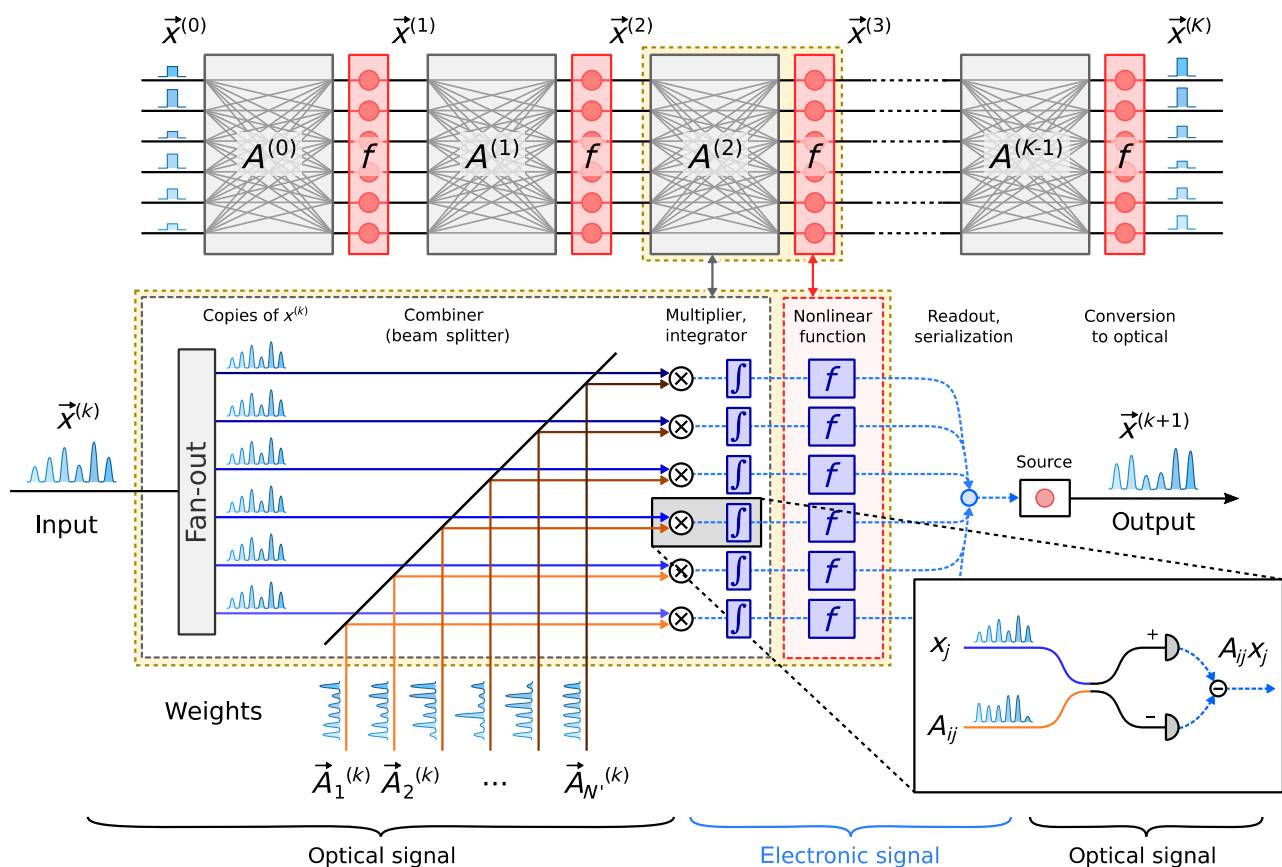 x⃗⁽⁰⁾ x⃗⁽¹⁾ x⃗⁽²⁾ x⃗⁽³⁾ x⃗⁽ᴷ⁾
A⁽⁰⁾ f A⁽¹⁾ f A⁽²⁾ f A⁽ᴷ⁻¹⁾ f
Copies of x⁽ᵏ⁾
Combiner
(beam splitter)
Multiplier,
integrator
Nonlinear
function
Readout,
serialization
Conversion
to optical
x⃗⁽ᵏ⁾
Input
Fan-out
⊗ ∫ f
⊗ ∫ f
⊗ ∫ f
⊗ ∫ f
⊗ ∫ f
⊗ ∫ f
Source
x⃗⁽ᵏ⁺¹⁾
Output
xⱼ + Aᵢⱼxⱼ
−
Aᵢⱼ −
Weights
A⃗₁⁽ᵏ⁾ A⃗₂⁽ᵏ⁾ ... A⃗_N'⁽ᵏ⁾
Optical signal Electronic signal Optical signal